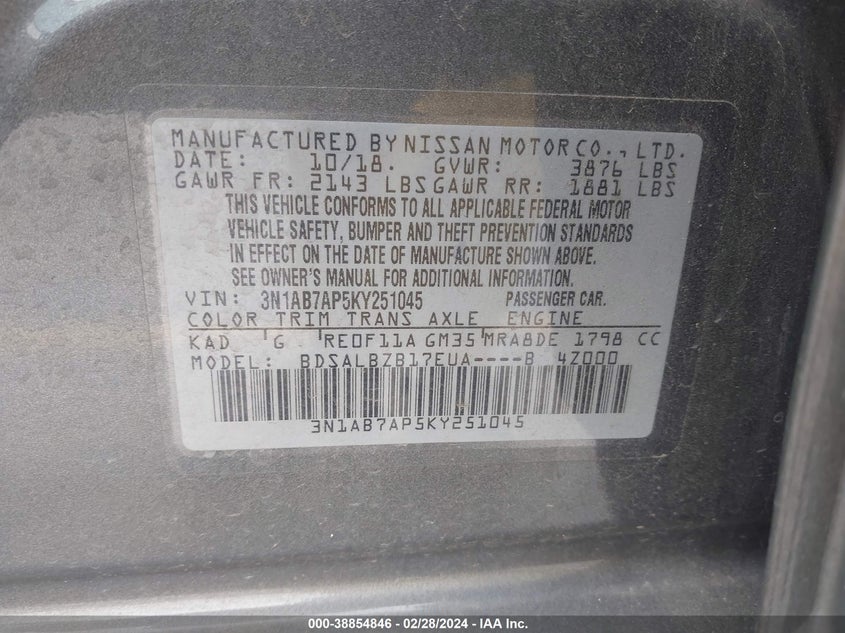 MANUFACTURED BY NISSAN MOTOR CO., LTD.
DATE: 10/18. GVWR: 3876 LBS
GAWR FR: 2143 LBS GAWR RR: 1881 LBS
THIS VEHICLE CONFORMS TO ALL APPLICABLE FEDERAL MOTOR
VEHICLE SAFETY, BUMPER AND THEFT PREVENTION STANDARDS
IN EFFECT ON THE DATE OF MANUFACTURE SHOWN ABOVE.
SEE OWNER'S MANUAL FOR ADDITIONAL INFORMATION.
VIN: 3N1AB7AP5KY251045 PASSENGER CAR.
COLOR TRIM TRANS AXLE ENGINE
KAD G RE0F11A GM35 MRA8DE 1798 CC
MODEL: BDSALBZB17EUA----B 4Z000
3N1AB7AP5KY251045
000-38854846 - 02/28/2024 - IAA Inc.